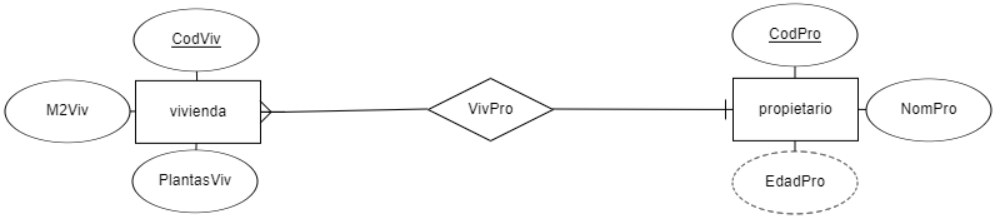 CodViv
M2Viv
vivienda
PlantasViv
VivPro
CodPro
propietario
NomPro
EdadPro